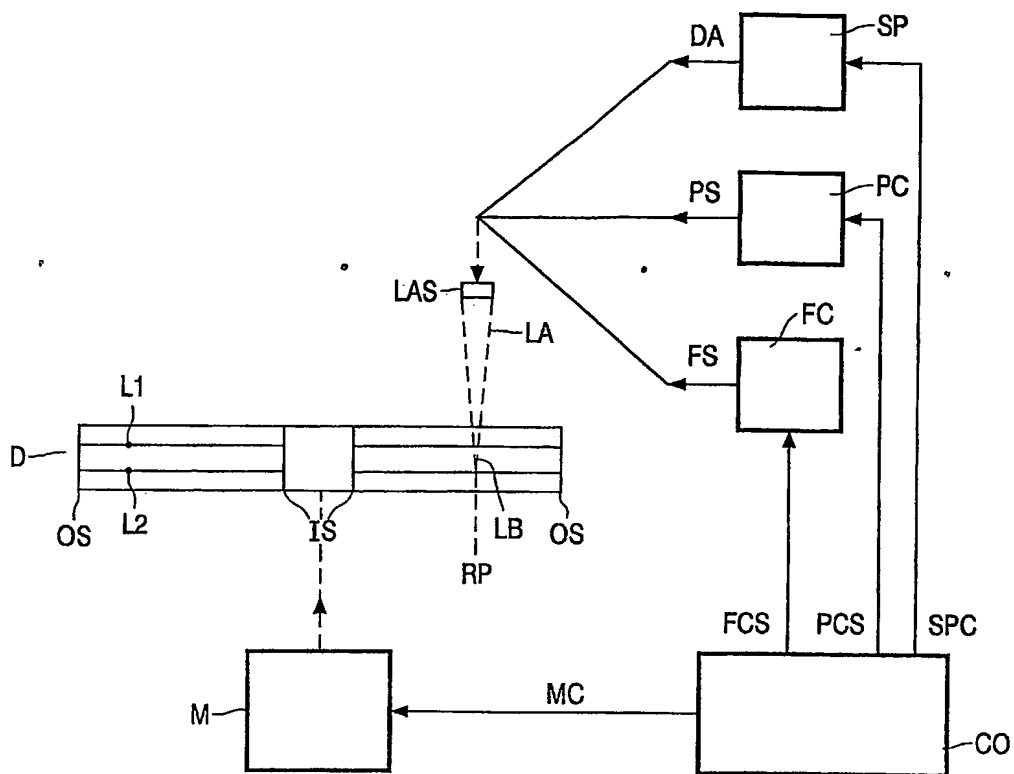 DA SP
PS PC
LAS LA FC
FS
L1
D
L2 LB
OS IS OS
RP
FCS PCS SPC
M MC
CO